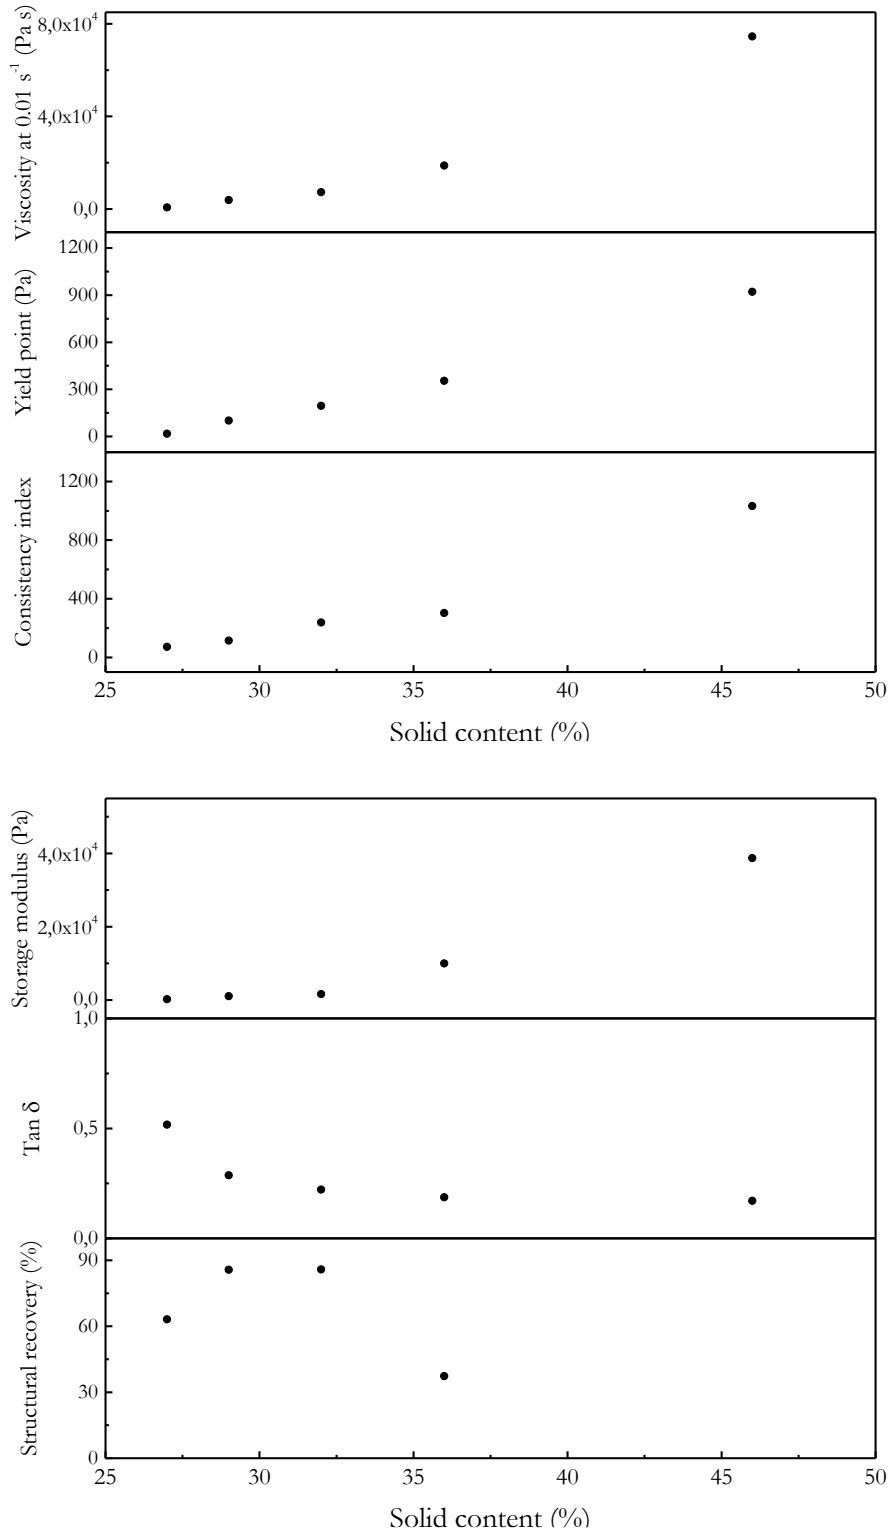 Viscosity at 0.01 s⁻¹ (Pa s)
8,0x10⁴
4,0x10⁴
0,0
Yield point (Pa)
1200
900
600
300
0
Consistency index
1200
800
400
0
25 30 35 40 45 50
Solid content (%)
Storage modulus (Pa)
4,0x10⁴
2,0x10⁴
0,0
Tan δ
1,0
0,5
0,0
Structural recovery (%)
90
60
30
0
25 30 35 40 45 50
Solid content (%)